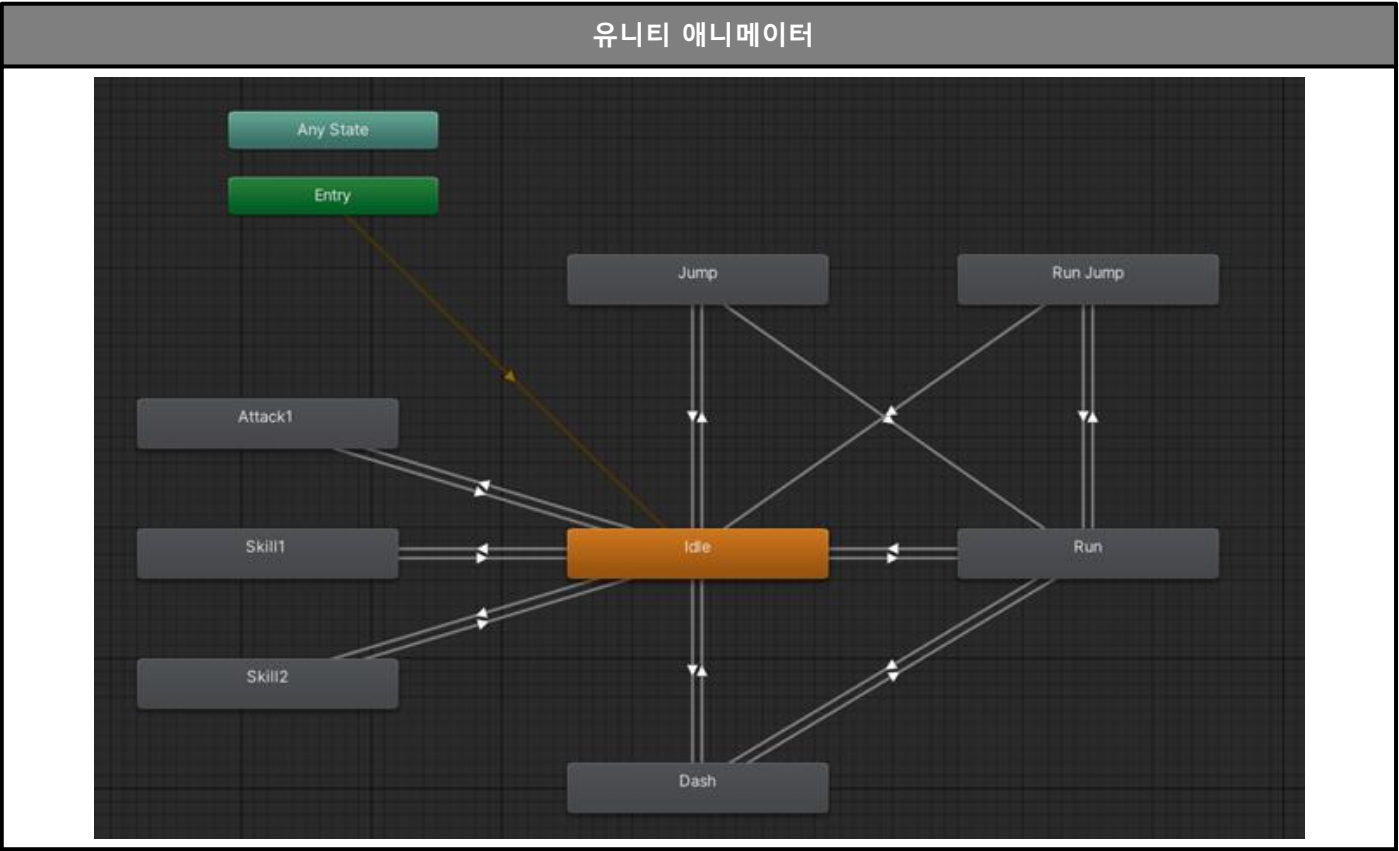 유니티 애니메이터
Any State
Entry
Jump
Run Jump
Attack1
Skill1
Idle
Run
Skill2
Dash